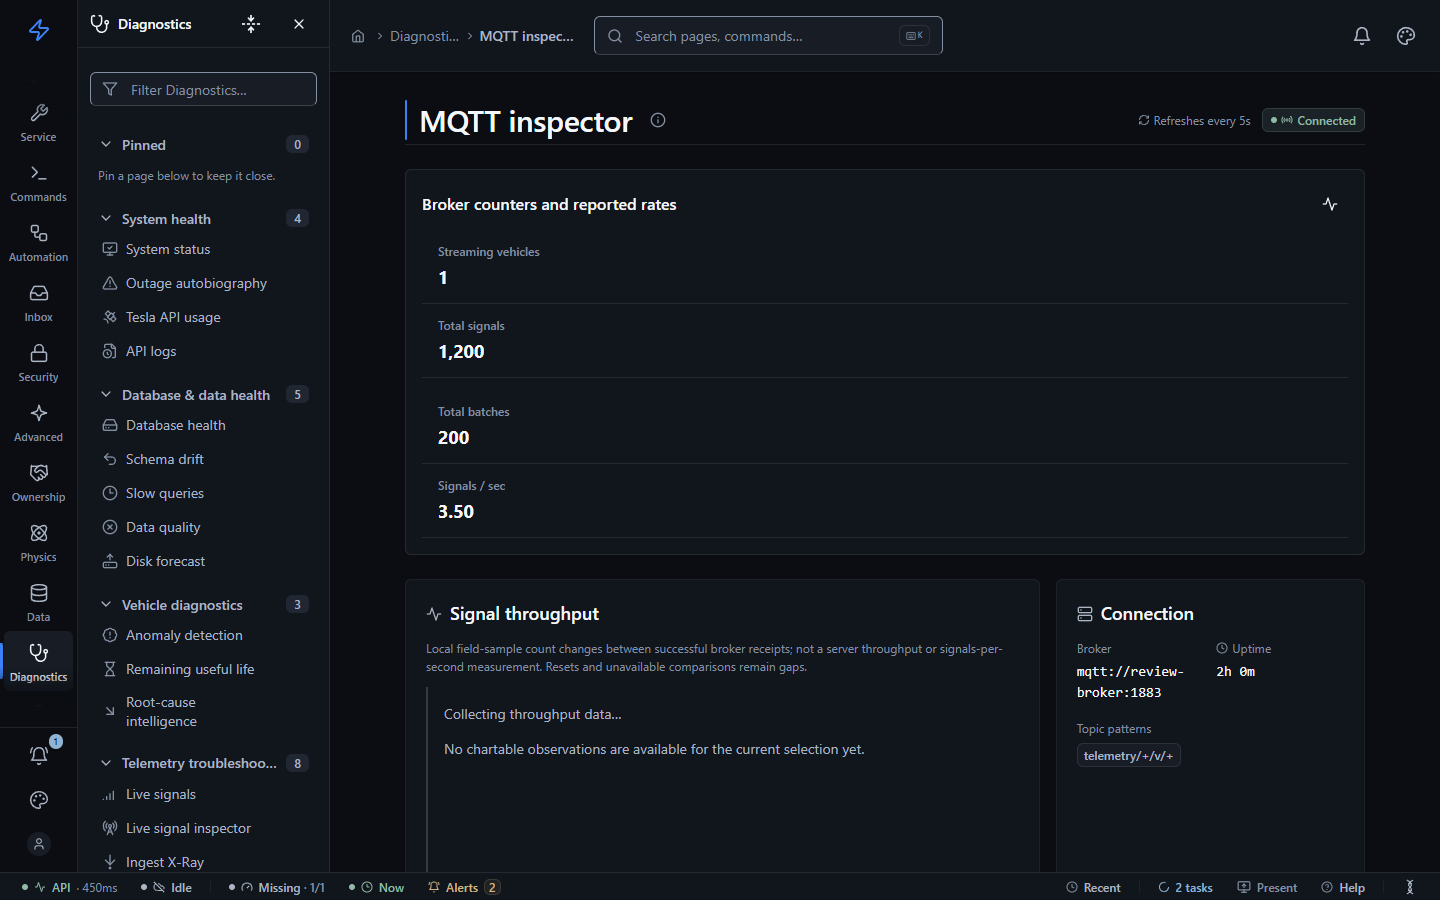 Diagnostics
Diagnosti...
MQTT inspec...
Search pages, commands...
K
Service
Commands
Automation
Inbox
Security
Advanced
Ownership
Physics
Data
Diagnostics
1
Filter Diagnostics...
Pinned
0
Pin a page below to keep it close.
System health
4
System status
Outage autobiography
Tesla API usage
API logs
Database & data health
5
Database health
Schema drift
Slow queries
Data quality
Disk forecast
Vehicle diagnostics
3
Anomaly detection
Remaining useful life
Root-cause
intelligence
Telemetry troubleshoo...
8
Live signals
Live signal inspector
Ingest X-Ray
MQTT inspector
Refreshes every 5s
Connected
Broker counters and reported rates
Streaming vehicles
1
Total signals
1,200
Total batches
200
Signals / sec
3.50
Signal throughput
Local field-sample count changes between successful broker receipts; not a server throughput or signals-per-
second measurement. Resets and unavailable comparisons remain gaps.
Collecting throughput data...
No chartable observations are available for the current selection yet.
Connection
Broker
mqtt://review-
broker:1883
Uptime
2h 0m
Topic patterns
telemetry/+/v/+
API · 450ms
Idle
Missing · 1/1
Now
Alerts 2
Recent
2 tasks
Present
Help